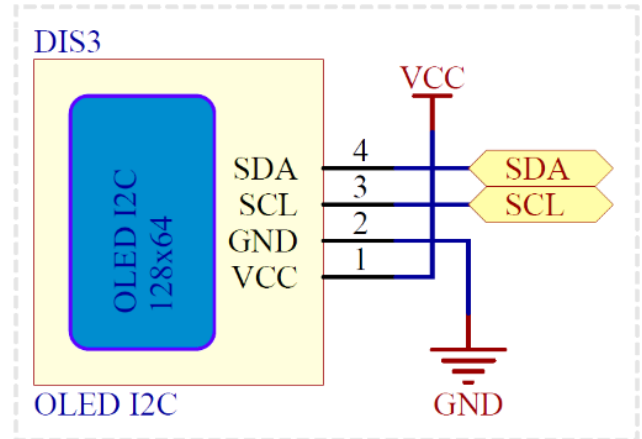 DIS3
VCC
OLED I2C
128x64
SDA 4 SDA
SCL 3 SCL
GND 2
VCC 1
OLED I2C
GND